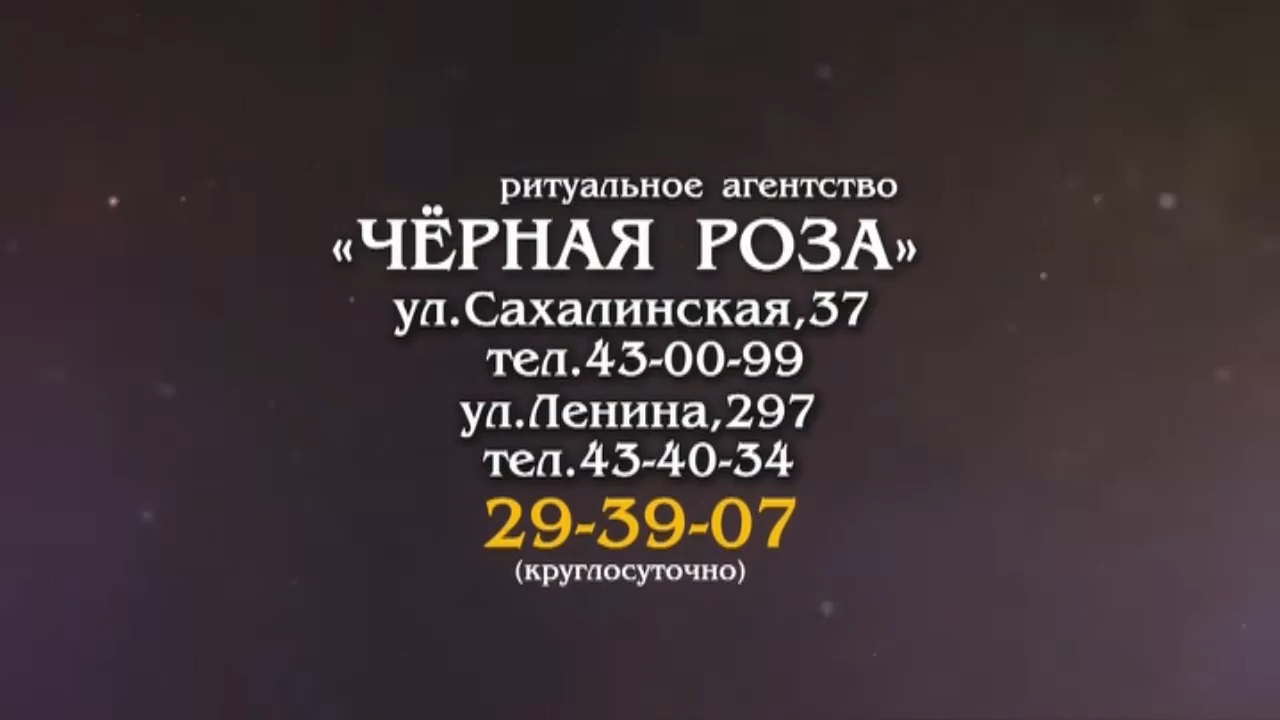 ритуальное агентство
«ЧЁРНАЯ РОЗА»
ул.Сахалинская,37
тел.43-00-99
ул.Ленина,297
тел.43-40-34
29-39-07
(круглосуточно)